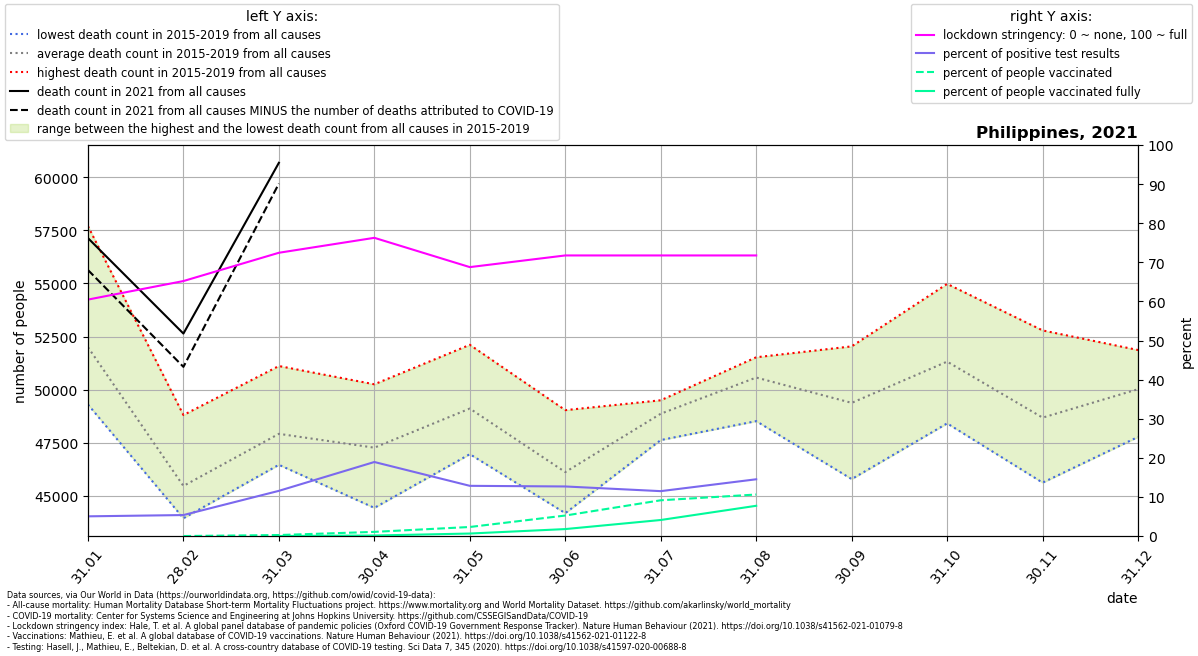 left Y axis:
lowest death count in 2015-2019 from all causes
average death count in 2015-2019 from all causes
highest death count in 2015-2019 from all causes
death count in 2021 from all causes
death count in 2021 from all causes MINUS the number of deaths attributed to COVID-19
range between the highest and the lowest death count from all causes in 2015-2019
right Y axis:
lockdown stringency: 0 ~ none, 100 ~ full
percent of positive test results
percent of people vaccinated
percent of people vaccinated fully
Philippines, 2021
number of people
60000
57500
55000
52500
50000
47500
45000
100
90
80
70
60
50
40
30
20
10
0
percent
31.01
28.02
31.03
30.04
31.05
30.06
31.07
31.08
30.09
31.10
30.11
31.12
date
Data sources, via Our World in Data (https://ourworldindata.org, https://github.com/owid/covid-19-data):
- All-cause mortality: Human Mortality Database Short-term Mortality Fluctuations project. https://www.mortality.org and World Mortality Dataset. https://github.com/akarlinsky/world_mortality
- COVID-19 mortality: Center for Systems Science and Engineering at Johns Hopkins University. https://github.com/CSSEGISandData/COVID-19
- Lockdown stringency index: Hale, T. et al. A global panel database of pandemic policies (Oxford COVID-19 Government Response Tracker). Nature Human Behaviour (2021). https://doi.org/10.1038/s41562-021-01079-8
- Vaccinations: Mathieu, E. et al. A global database of COVID-19 vaccinations. Nature Human Behaviour (2021). https://doi.org/10.1038/s41562-021-01122-8
- Testing: Hasell, J., Mathieu, E., Beltekian, D. et al. A cross-country database of COVID-19 testing. Sci Data 7, 345 (2020). https://doi.org/10.1038/s41597-020-00688-8